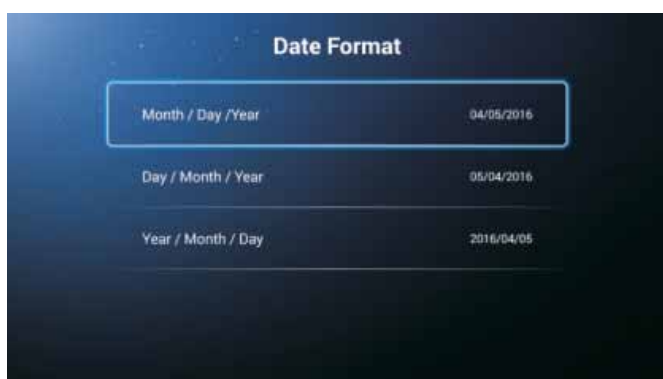 Date Format
Month / Day /Year 04/05/2016
Day / Month / Year 05/04/2016
Year / Month / Day 2016/04/05